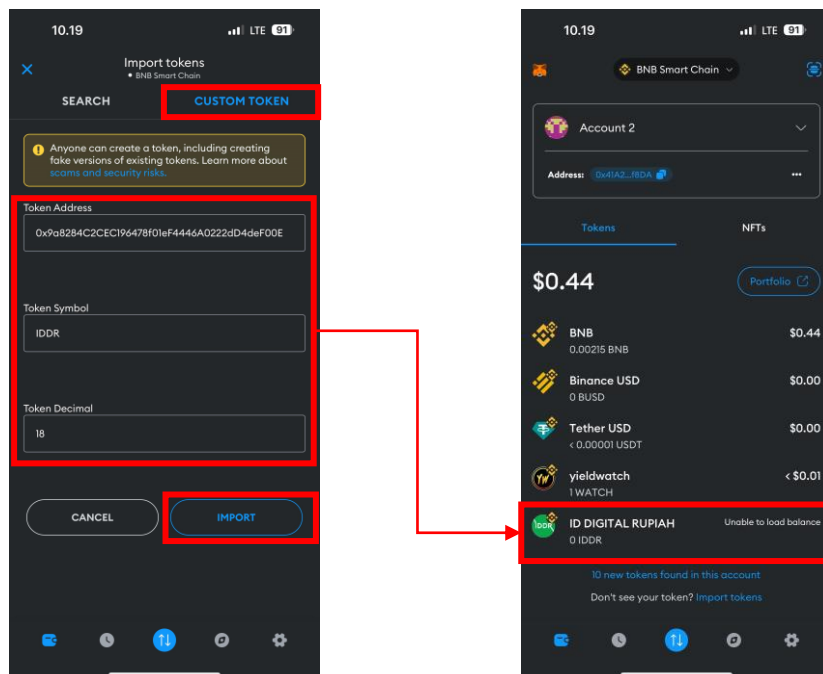 10.19
LTE 91
Import tokens
BNB Smart Chain
SEARCH
CUSTOM TOKEN
Anyone can create a token, including creating
fake versions of existing tokens. Learn more about
scams and security risks.
Token Address
0x9a8284C2CEC196478f01eF4446A0222dD4deF00E
Token Symbol
IDDR
Token Decimal
18
CANCEL
IMPORT
10.19
LTE 91
BNB Smart Chain
Account 2
Address: 0x41A2...f8DA
Tokens
NFTs
$0.44
Portfolio
BNB
$0.44
0.00215 BNB
Binance USD
$0.00
0 BUSD
Tether USD
$0.00
< 0.00001 USDT
yieldwatch
< $0.01
1 WATCH
IDDR
ID DIGITAL RUPIAH
Unable to load balance
0 IDDR
10 new tokens found in this account
Don't see your token? Import tokens